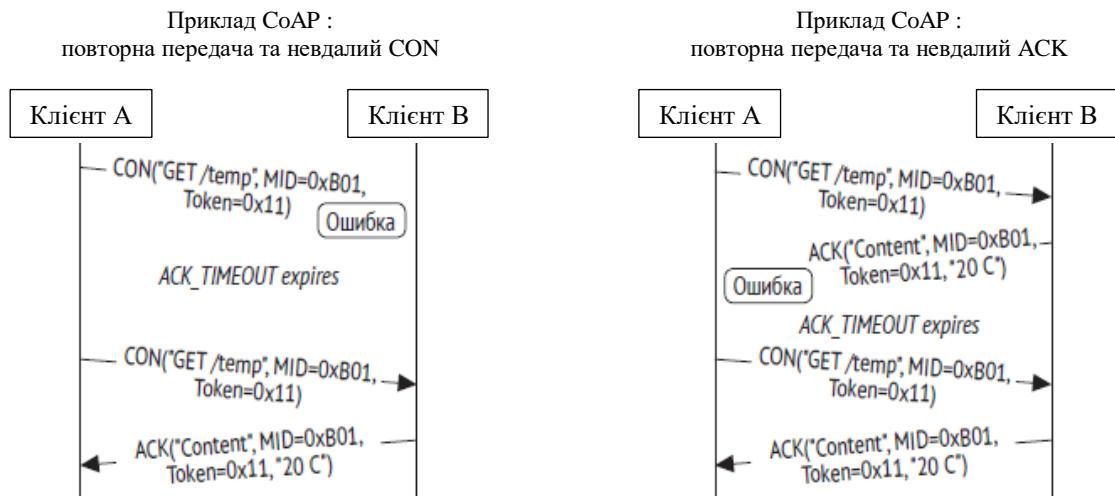 Приклад CoAP :
повторна передача та невдалий CON
Клієнт А
Клієнт В
CON("GET /temp", MID=0xB01,
Token=0x11)
Ошибка
ACK_TIMEOUT expires
CON("GET /temp", MID=0xB01,
Token=0x11)
ACK("Content", MID=0xB01,
Token=0x11, "20 C")
Приклад CoAP :
повторна передача та невдалий ACK
Клієнт А
Клієнт В
CON("GET /temp", MID=0xB01,
Token=0x11)
ACK("Content", MID=0xB01,
Token=0x11, "20 C")
Ошибка
ACK_TIMEOUT expires
CON("GET /temp", MID=0xB01,
Token=0x11)
ACK("Content", MID=0xB01,
Token=0x11, "20 C")